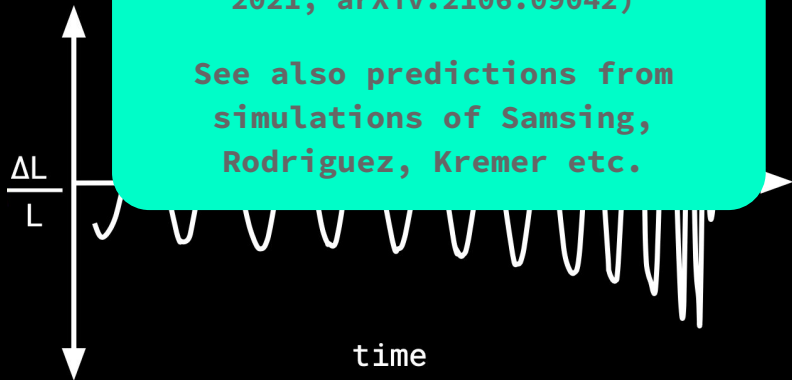 2021, arXiv:2106.09042)
See also predictions from
simulations of Samsing,
Rodriguez, Kremer etc.
ΔL
L
time